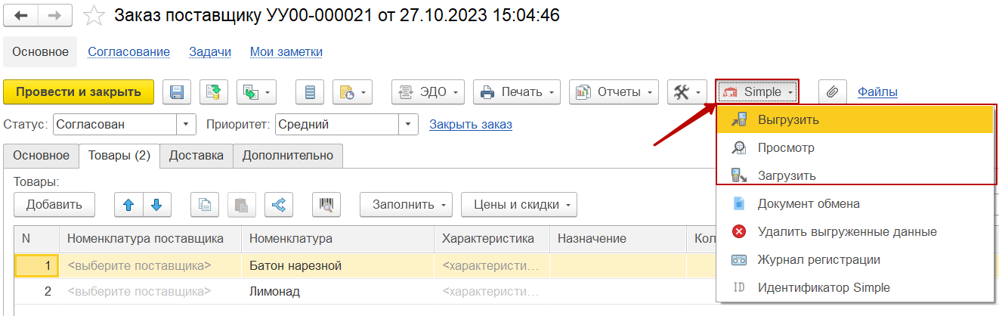 Заказ поставщику УУ00-000021 от 27.10.2023 15:04:46
Основное Согласование Задачи Мои заметки
Провести и закрыть ЭДО Печать Отчеты Simple Файлы
Статус: Согласован Приоритет: Средний Закрыть заказ
Основное Товары (2) Доставка Дополнительно
Товары:
Добавить Заполнить Цены и скидки
N Номенклатура поставщика Номенклатура Характеристика Назначение Кол
1 <выберите поставщика> Батон нарезной <характеристи...
2 <выберите поставщика> Лимонад <характеристи...
Выгрузить
Просмотр
Загрузить
Документ обмена
Удалить выгруженные данные
Журнал регистрации
ID Идентификатор Simple